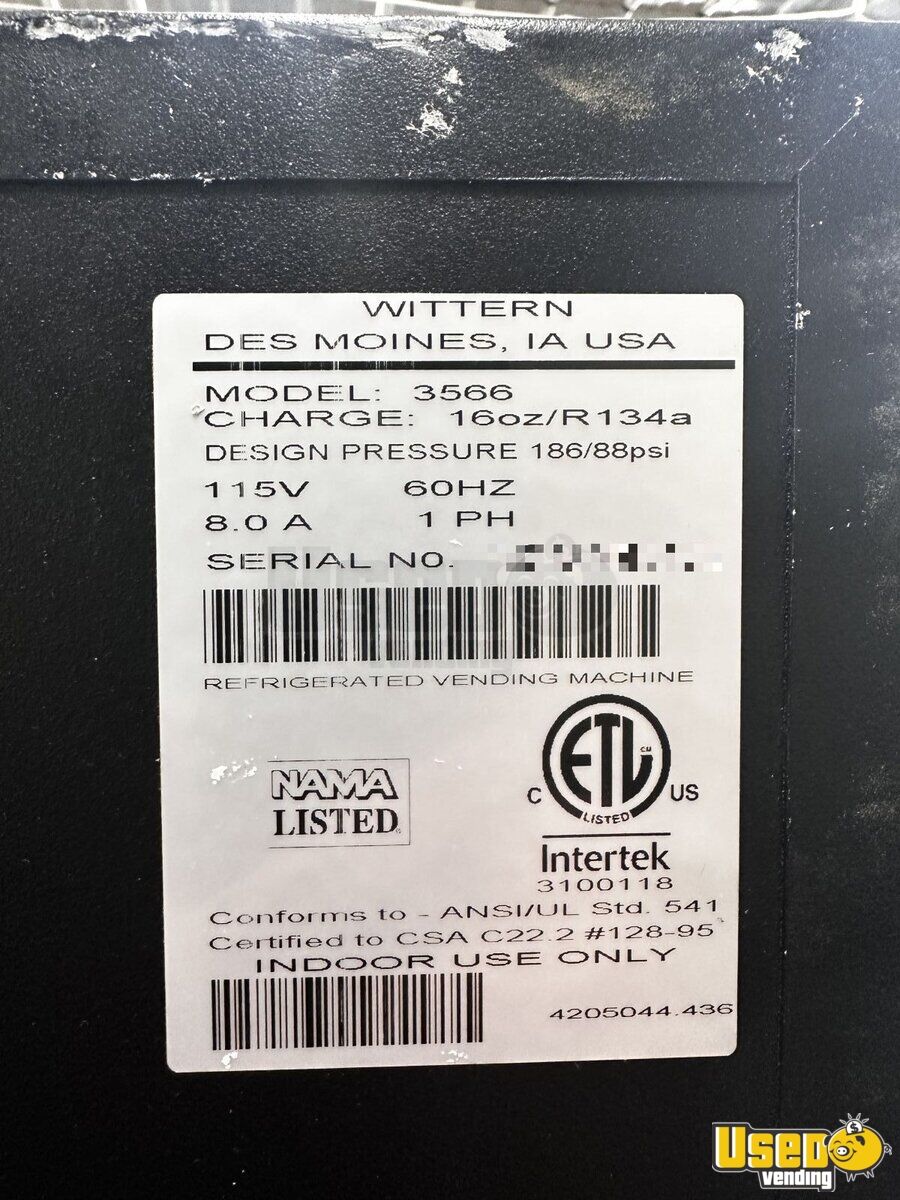 WITTERN
DES MOINES, IA USA
MODEL: 3566
CHARGE: 16oz/R134a
DESIGN PRESSURE 186/88psi
115V 60HZ
8.0 A 1 PH
SERIAL NO.
REFRIGERATED VENDING MACHINE
NAMA
LISTED
ETL CM
C US
LISTED
Intertek
3100118
Conforms to - ANSI/UL Std. 541
Certified to CSA C22.2 #128-95
INDOOR USE ONLY
4205044.436
USED
vending